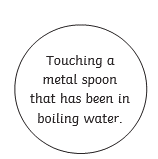 Touching a
metal spoon
that has been in
boiling water.